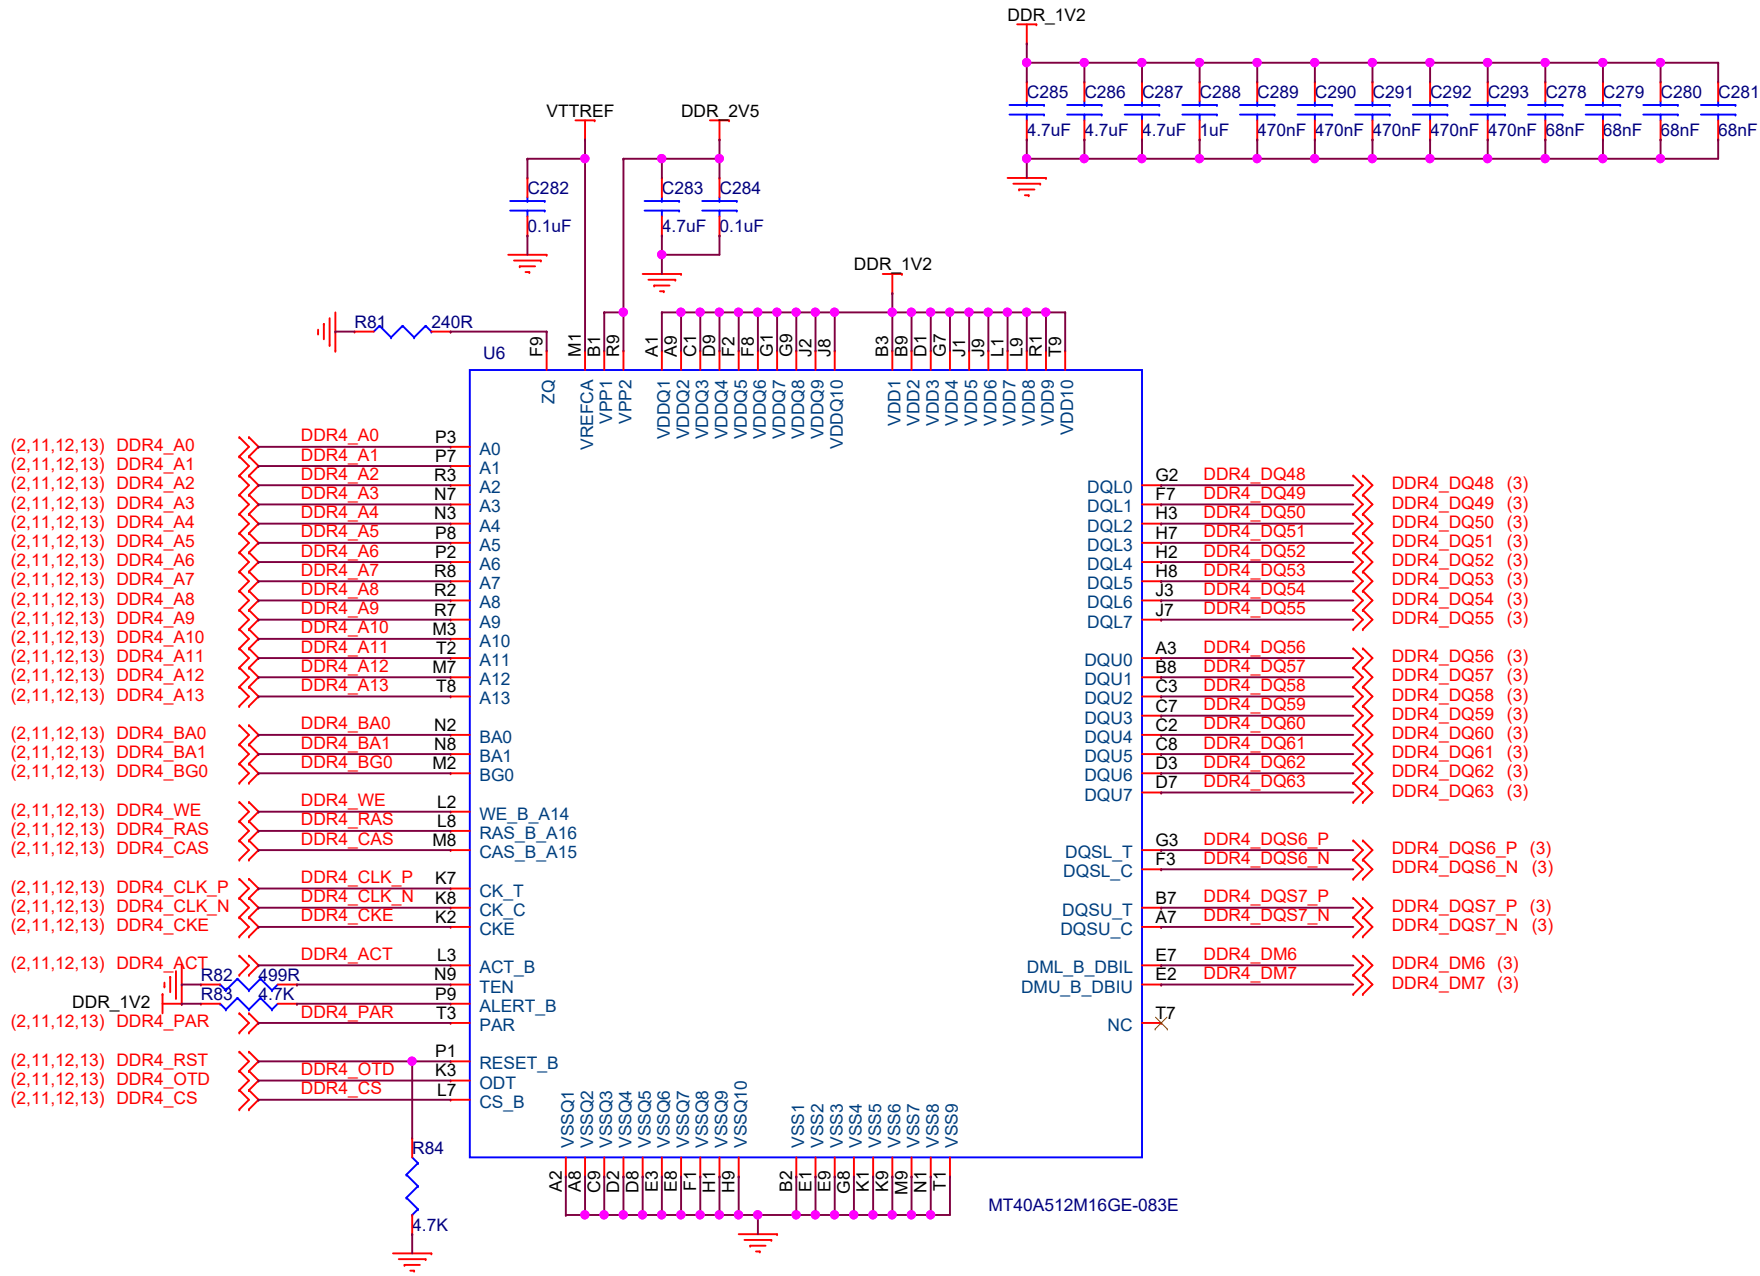 DDR_1V2
C285 C286 C287 C288 C289 C290 C291 C292 C293 C278 C279 C280 C281
4.7uF 4.7uF 4.7uF 1uF 470nF 470nF 470nF 470nF 470nF 68nF 68nF 68nF 68nF
VTTREF DDR_2V5
C282 C283 C284
0.1uF 4.7uF 0.1uF
DDR_1V2
R81 240R
U6
F9 M1 B1 R9 A1 A9 C1 D9 F2 F8 G1 G9 J2 J8 B3 B9 D1 G7 J1 J9 L1 L9 R1 T9
ZQ VREFCA VPP1 VPP2 VDDQ1 VDDQ2 VDDQ3 VDDQ4 VDDQ5 VDDQ6 VDDQ7 VDDQ8 VDDQ9 VDDQ10 VDD1 VDD2 VDD3 VDD4 VDD5 VDD6 VDD7 VDD8 VDD9 VDD10
(2,11,12,13) DDR4_A0 DDR4_A0 P3 A0
(2,11,12,13) DDR4_A1 DDR4_A1 P7 A1
(2,11,12,13) DDR4_A2 DDR4_A2 R3 A2
(2,11,12,13) DDR4_A3 DDR4_A3 N7 A3
(2,11,12,13) DDR4_A4 DDR4_A4 N3 A4
(2,11,12,13) DDR4_A5 DDR4_A5 P8 A5
(2,11,12,13) DDR4_A6 DDR4_A6 P2 A6
(2,11,12,13) DDR4_A7 DDR4_A7 R8 A7
(2,11,12,13) DDR4_A8 DDR4_A8 R2 A8
(2,11,12,13) DDR4_A9 DDR4_A9 R7 A9
(2,11,12,13) DDR4_A10 DDR4_A10 M3 A10
(2,11,12,13) DDR4_A11 DDR4_A11 T2 A11
(2,11,12,13) DDR4_A12 DDR4_A12 M7 A12
(2,11,12,13) DDR4_A13 DDR4_A13 T8 A13
(2,11,12,13) DDR4_BA0 DDR4_BA0 N2 BA0
(2,11,12,13) DDR4_BA1 DDR4_BA1 N8 BA1
(2,11,12,13) DDR4_BG0 DDR4_BG0 M2 BG0
(2,11,12,13) DDR4_WE DDR4_WE L2 WE_B_A14
(2,11,12,13) DDR4_RAS DDR4_RAS L8 RAS_B_A16
(2,11,12,13) DDR4_CAS DDR4_CAS M8 CAS_B_A15
(2,11,12,13) DDR4_CLK_P DDR4_CLK_P K7 CK_T
(2,11,12,13) DDR4_CLK_N DDR4_CLK_N K8 CK_C
(2,11,12,13) DDR4_CKE DDR4_CKE K2 CKE
(2,11,12,13) DDR4_ACT DDR4_ACT L3 ACT_B
R82 499R N9 TEN
DDR_1V2 R83 4.7K P9 ALERT_B
(2,11,12,13) DDR4_PAR DDR4_PAR T3 PAR
(2,11,12,13) DDR4_RST P1 RESET_B
(2,11,12,13) DDR4_OTD DDR4_OTD K3 ODT
(2,11,12,13) DDR4_CS DDR4_CS L7 CS_B
R84
4.7K
DQL0 G2 DDR4_DQ48 DDR4_DQ48 (3)
DQL1 F7 DDR4_DQ49 DDR4_DQ49 (3)
DQL2 H3 DDR4_DQ50 DDR4_DQ50 (3)
DQL3 H7 DDR4_DQ51 DDR4_DQ51 (3)
DQL4 H2 DDR4_DQ52 DDR4_DQ52 (3)
DQL5 H8 DDR4_DQ53 DDR4_DQ53 (3)
DQL6 J3 DDR4_DQ54 DDR4_DQ54 (3)
DQL7 J7 DDR4_DQ55 DDR4_DQ55 (3)
DQU0 A3 DDR4_DQ56 DDR4_DQ56 (3)
DQU1 B8 DDR4_DQ57 DDR4_DQ57 (3)
DQU2 C3 DDR4_DQ58 DDR4_DQ58 (3)
DQU3 C7 DDR4_DQ59 DDR4_DQ59 (3)
DQU4 C2 DDR4_DQ60 DDR4_DQ60 (3)
DQU5 C8 DDR4_DQ61 DDR4_DQ61 (3)
DQU6 D3 DDR4_DQ62 DDR4_DQ62 (3)
DQU7 D7 DDR4_DQ63 DDR4_DQ63 (3)
DQSL_T G3 DDR4_DQS6_P DDR4_DQS6_P (3)
DQSL_C F3 DDR4_DQS6_N DDR4_DQS6_N (3)
DQSU_T B7 DDR4_DQS7_P DDR4_DQS7_P (3)
DQSU_C A7 DDR4_DQS7_N DDR4_DQS7_N (3)
DML_B_DBIL E7 DDR4_DM6 DDR4_DM6 (3)
DMU_B_DBIU E2 DDR4_DM7 DDR4_DM7 (3)
NC T7
VSSQ1 VSSQ2 VSSQ3 VSSQ4 VSSQ5 VSSQ6 VSSQ7 VSSQ8 VSSQ9 VSSQ10 VSS1 VSS2 VSS3 VSS4 VSS5 VSS6 VSS7 VSS8 VSS9
A2 A8 C9 D2 D8 E3 E8 F1 H1 H9 B2 E1 E9 G8 K1 K9 M9 N1 T1
MT40A512M16GE-083E